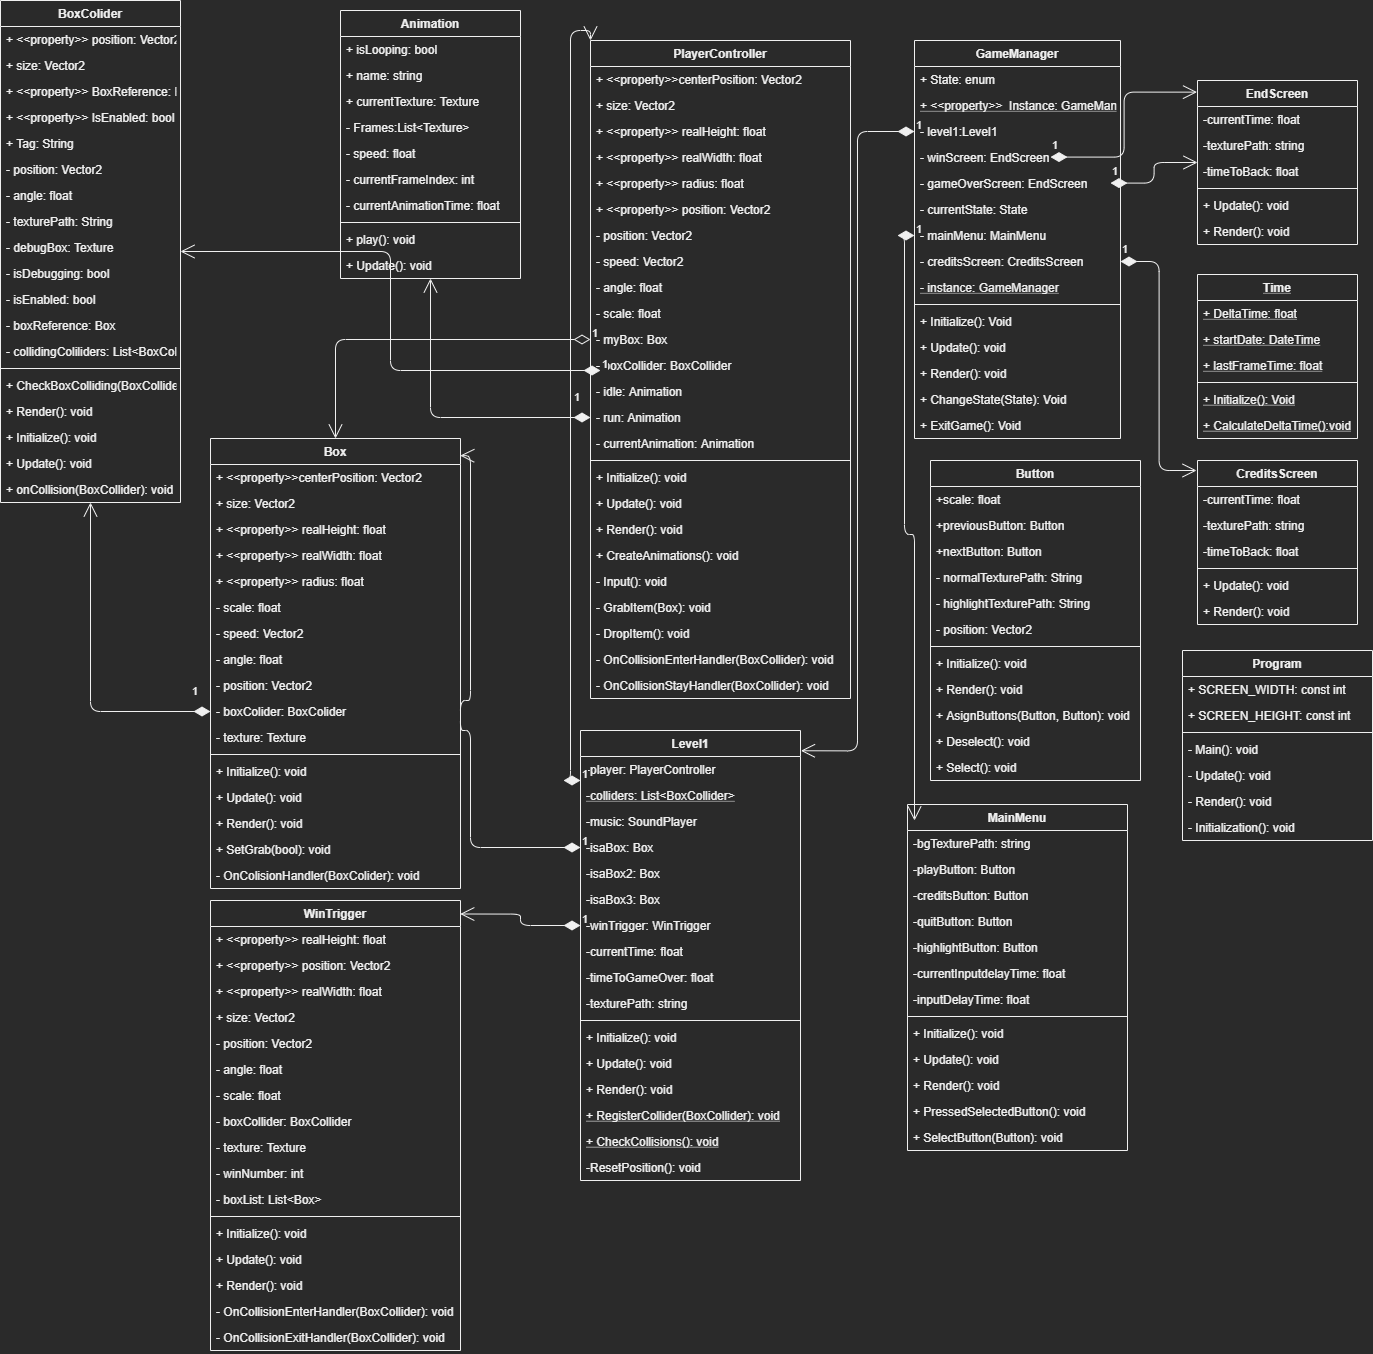 BoxColider
+ <<property>> position: Vector
+ size: Vector2
+ <<property>> BoxReference:
+ <<property>> IsEnabled: bool
+ Tag: String
- position: Vector2
- angle: float
- texturePath: String
- debugBox: Texture
- isDebugging: bool
- isEnabled: bool
- boxReference: Box
- collidingColiliders: List<BoxCol
+ CheckBoxColliding(BoxCollide
+ Render(): void
+ Initialize(): void
+ Update(): void
+ onCollision(BoxCollider): void
Animation
+ isLooping: bool
+ name: string
+ currentTexture: Texture
- Frames:List<Texture>
- speed: float
- currentFrameIndex: int
- currentAnimationTime: float
+ play(): void
+ Update(): void
PlayerController
+ <<property>>centerPosition: Vector2
+ size: Vector2
+ <<property>> realHeight: float
+ <<property>> realWidth: float
+ <<property>> radius: float
+ <<property>> position: Vector2
- position: Vector2
- speed: Vector2
- angle: float
- scale: float
1
- myBox: Box
1
boxCollider: BoxCollider
- idle: Animation
1
- run: Animation
- currentAnimation: Animation
+ Initialize(): void
+ Update(): void
+ Render(): void
+ CreateAnimations(): void
- Input(): void
- GrabItem(Box): void
- DropItem(): void
- OnCollisionEnterHandler(BoxCollider): void
- OnCollisionStayHandler(BoxCollider): void
GameManager
+ State: enum
+ <<property>> Instance: GameMan
1
- level1:Level1
- winScreen: EndScreen
1
- gameOverScreen: EndScreen
1
- currentState: State
1
- mainMenu: MainMenu
- creditsScreen: CreditsScreen
1
- instance: GameManager
+ Initialize(): Void
+ Update(): void
+ Render(): void
+ ChangeState(State): Void
+ ExitGame(): Void
EndScreen
-currentTime: float
-texturePath: string
-timeToBack: float
+ Update(): void
+ Render(): void
Time
+ DeltaTime: float
+ startDate: DateTime
+ lastFrameTime: float
+ Initialize(): Void
+ CalculateDeltaTime():void
CreditsScreen
-currentTime: float
-texturePath: string
-timeToBack: float
+ Update(): void
+ Render(): void
Button
+scale: float
+previousButton: Button
+nextButton: Button
- normalTexturePath: String
- highlightTexturePath: String
- position: Vector2
+ Initialize(): void
+ Render(): void
+ AsignButtons(Button, Button): void
+ Deselect(): void
+ Select(): void
Program
+ SCREEN_WIDTH: const int
+ SCREEN_HEIGHT: const int
- Main(): void
- Update(): void
- Render(): void
- Initialization(): void
Box
+ <<property>>centerPosition: Vector2
+ size: Vector2
+ <<property>> realHeight: float
+ <<property>> realWidth: float
+ <<property>> radius: float
- scale: float
- speed: Vector2
- angle: float
- position: Vector2
1
- boxColider: BoxColider
- texture: Texture
+ Initialize(): void
+ Update(): void
+ Render(): void
+ SetGrab(bool): void
- OnColisionHandler(BoxColider): void
Level1
1
-player: PlayerController
-colliders: List<BoxCollider>
-music: SoundPlayer
1
-isaBox: Box
-isaBox2: Box
-isaBox3: Box
1
-winTrigger: WinTrigger
-currentTime: float
-timeToGameOver: float
-texturePath: string
+ Initialize(): void
+ Update(): void
+ Render(): void
+ RegisterCollider(BoxCollider): void
+ CheckCollisions(): void
-ResetPosition(): void
MainMenu
-bgTexturePath: string
-playButton: Button
-creditsButton: Button
-quitButton: Button
-highlightButton: Button
-currentInputdelayTime: float
-inputDelayTime: float
+ Initialize(): void
+ Update(): void
+ Render(): void
+ PressedSelectedButton(): void
+ SelectButton(Button): void
WinTrigger
+ <<property>> realHeight: float
+ <<property>> position: Vector2
+ <<property>> realWidth: float
+ size: Vector2
- position: Vector2
- angle: float
- scale: float
- boxCollider: BoxCollider
- texture: Texture
- winNumber: int
- boxList: List<Box>
+ Initialize(): void
+ Update(): void
+ Render(): void
- OnCollisionEnterHandler(BoxCollider): void
- OnCollisionExitHandler(BoxCollider): void